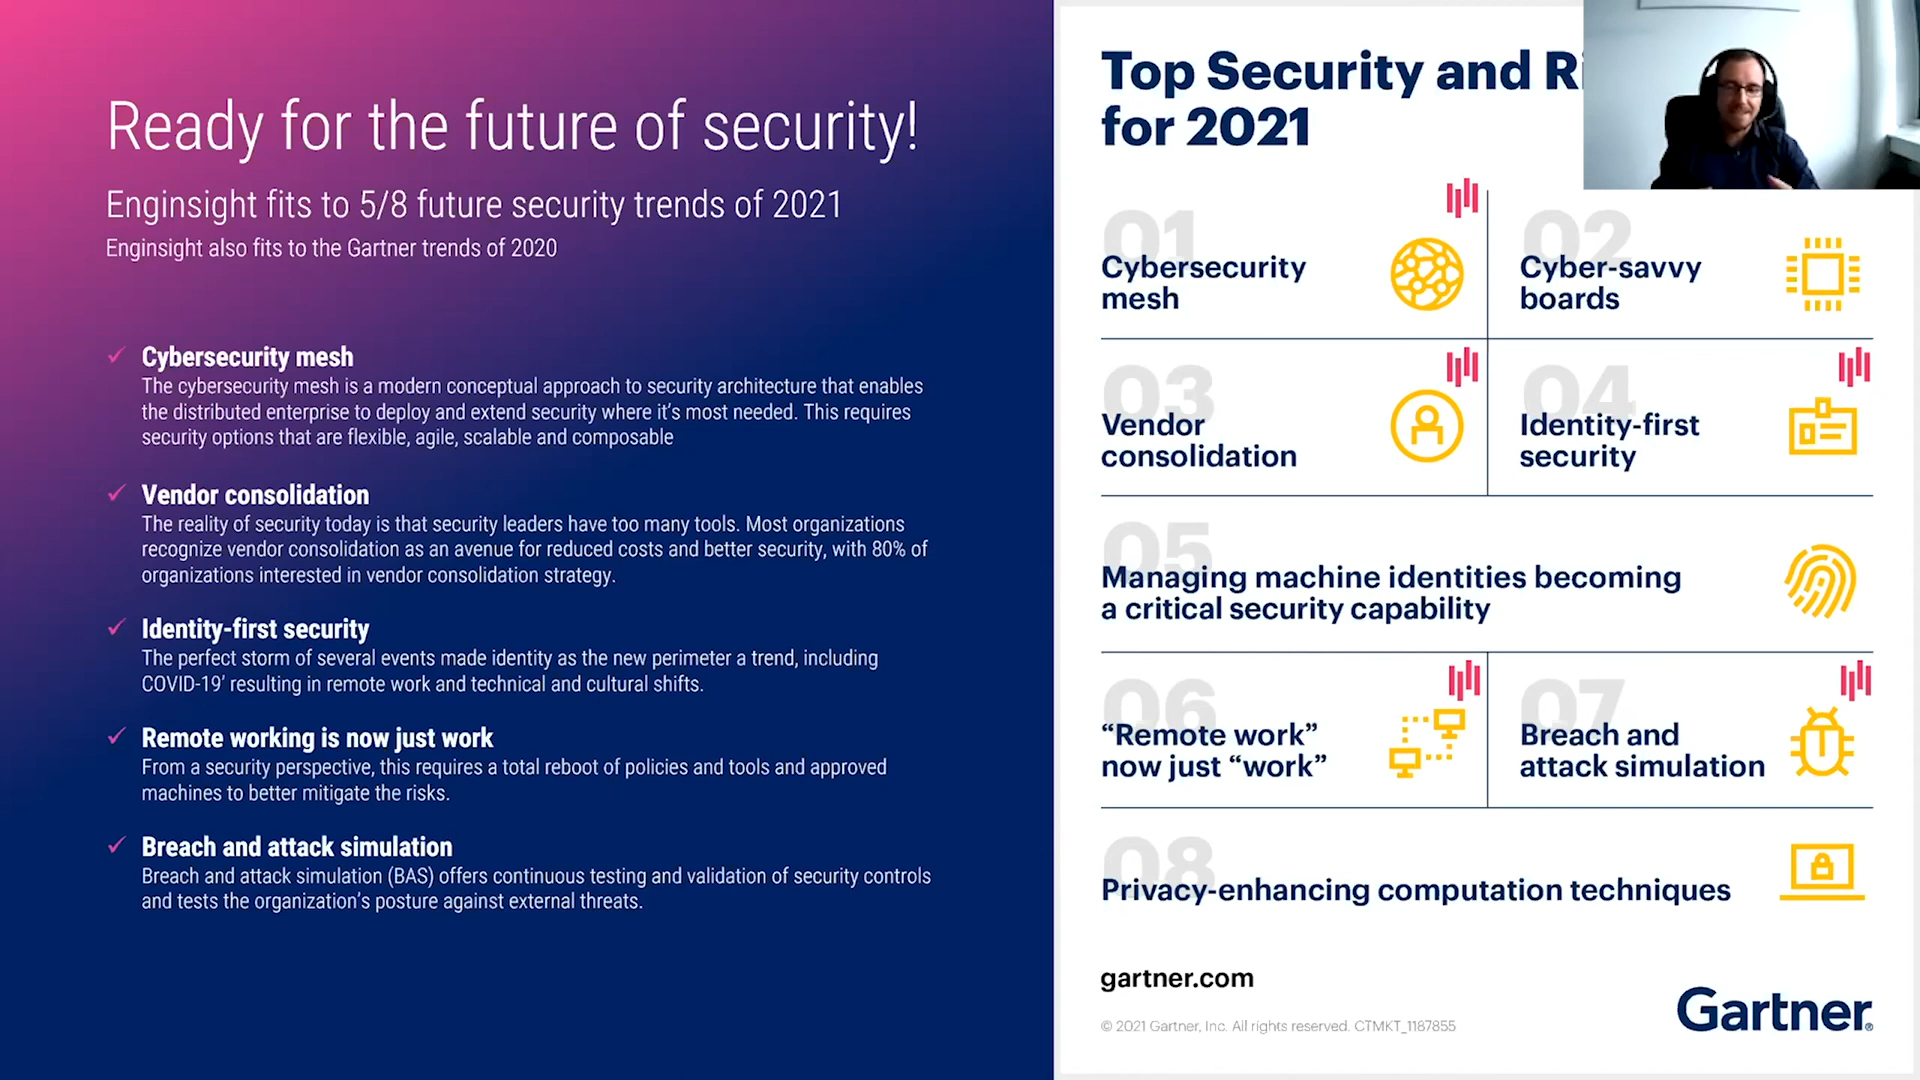 Ready for the future of security!
Enginsight fits to 5/8 future security trends of 2021
Enginsight also fits to the Gartner trends of 2020
Cybersecurity mesh
The cybersecurity mesh is a modern conceptual approach to security architecture that enables
the distributed enterprise to deploy and extend security where it’s most needed. This requires
security options that are flexible, agile, scalable and composable
Vendor consolidation
The reality of security today is that security leaders have too many tools. Most organizations
recognize vendor consolidation as an avenue for reduced costs and better security, with 80% of
organizations interested in vendor consolidation strategy.
Identity-first security
The perfect storm of several events made identity as the new perimeter a trend, including
COVID-19’ resulting in remote work and technical and cultural shifts.
Remote working is now just work
From a security perspective, this requires a total reboot of policies and tools and approved
machines to better mitigate the risks.
Breach and attack simulation
Breach and attack simulation (BAS) offers continuous testing and validation of security controls
and tests the organization’s posture against external threats.
Top Security and
for 2021
01
Cybersecurity
mesh
02
Cyber-savvy
boards
03
Vendor
consolidation
04
Identity-first
security
05
Managing machine identities becoming
a critical security capability
06
“Remote work”
now just “work”
07
Breach and
attack simulation
08
Privacy-enhancing computation techniques
gartner.com
© 2021 Gartner, Inc. All rights reserved. CTMKT_1187855
Gartner®